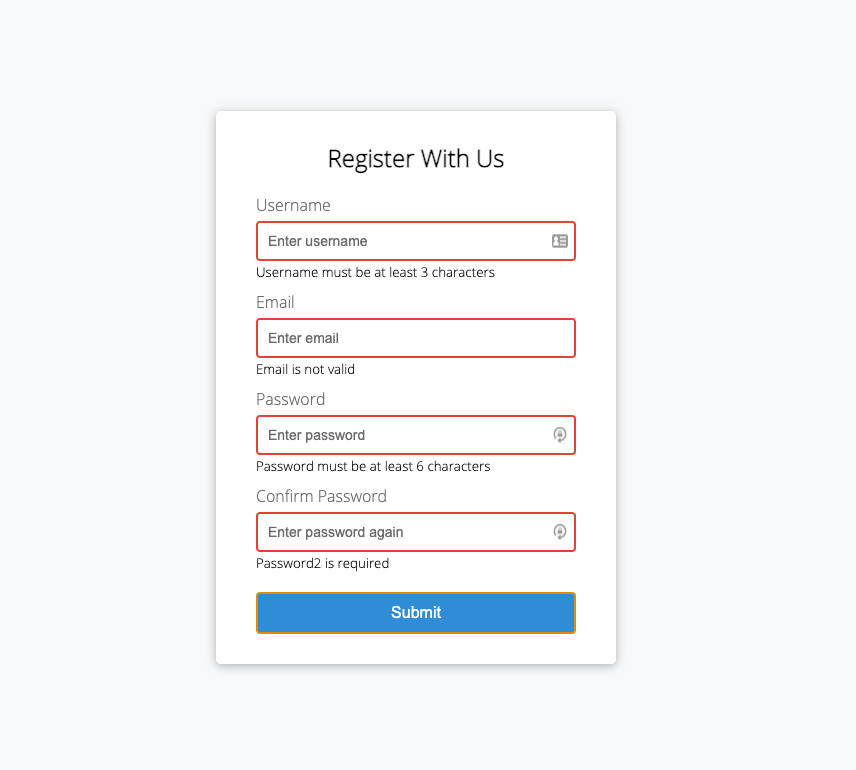 Register With Us
Username
Enter username
Username must be at least 3 characters
Email
Enter email
Email is not valid
Password
Enter password
Password must be at least 6 characters
Confirm Password
Enter password again
Password2 is required
Submit